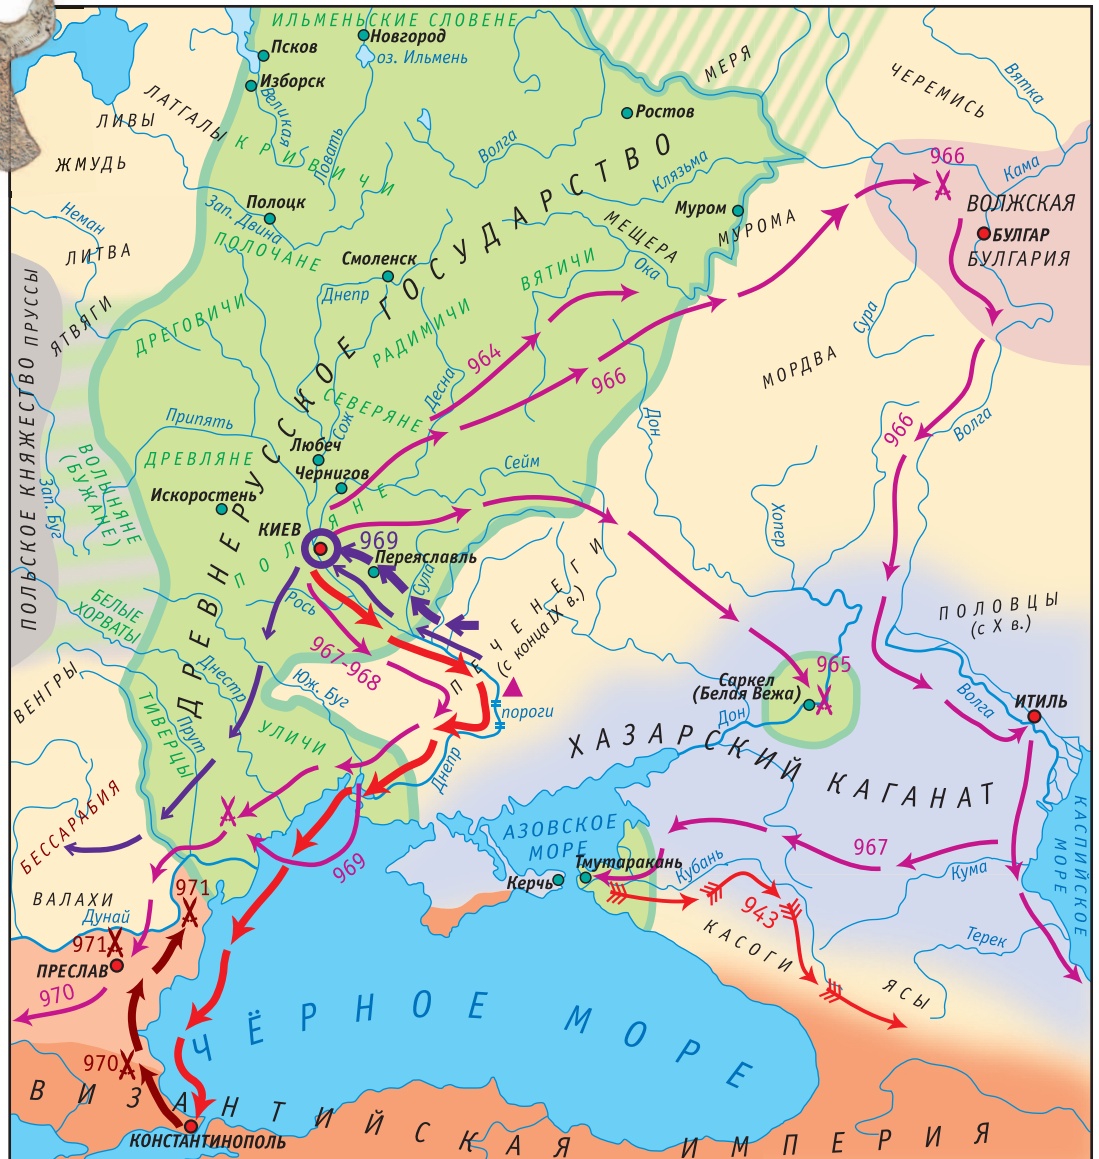 ИЛЬМЕНЬСКИЕ СЛОВЕНЕ
Псков
Новгород
оз. Ильмень
Изборск
Великая
Ловать
МЕРЯ
ЧЕРЕМИСЬ
Вятка
ЛАТГАЛЫ
ЛИВЫ
ЖМУДЬ
КРИВИЧИ
Волга
Ростов
Клязьма
966
Кама
ВОЛЖСКАЯ
БУЛГАР
БУЛГАРИЯ
Неман
ЛИТВА
Полоцк
Зап. Двина
ПОЛОЧАНЕ
Муром
МУРОМА
МЕЩЕРА
Смоленск
Днепр
ВЯТИЧИ
Ока
ДРЕВНЕРУССКОЕ ГОСУДАРСТВО
ПОЛЬСКОЕ КНЯЖЕСТВО
ПРУССЫ
ЯТВЯГИ
ДРЕГОВИЧИ
РАДИМИЧИ
964
966
Сура
МОРДВА
Припять
Десна
СЕВЕРЯНЕ
Сож
Дон
966
Волга
ВОЛЫНЯНЕ
(БУЖАНЕ)
Зап. Буг
ДРЕВЛЯНЕ
Любеч
Чернигов
Сейм
Искоростень
КИЕВ
ПОЛЯНЕ
969
Переяславль
Хопер
Сула
рось
БЕЛЫЕ
ХОРВАТЫ
ПЕЧЕНЕГИ
(с конца IX в.)
ПОЛОВЦЫ
(с X в.)
967-968
ВЕНГРЫ
Днестр
Юж. Буг
965
Саркел
(Белая Вежа)
Дон
пороги
ТИВЕРЦЫ
Прут
УЛИЧИ
Волга
ИТИЛЬ
Днепр
ХАЗАРСКИЙ КАГАНАТ
БЕССАРАБИЯ
АЗОВСКОЕ
МОРЕ
КАСПИЙСКОЕ
МОРЕ
969
967
Тмутаракань
Керчь
Кубань
Кума
ВАЛАХИ
971
Дунай
971
943
КАСОГИ
Терек
ПРЕСЛАВ
970
ЯСЫ
ЧЁРНОЕ МОРЕ
970
ВИЗАНТИЙСКАЯ ИМПЕРИЯ
КОНСТАНТИНОПОЛЬ